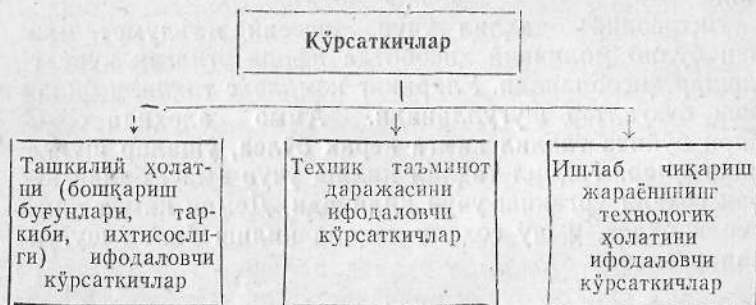 Кўрсаткичлар
Ташкилий ҳолат-
ни (бошқариш
буғунлари, тар-
киби, ихтисосли-
ги) ифодаловчи
кўрсаткичлар
Техник таъминот
даражасини
ифодаловчи
кўрсаткичлар
Ишлаб чиқариш
жараёнининг
технологик
ҳолатини
ифодаловчи
кўрсаткичлар